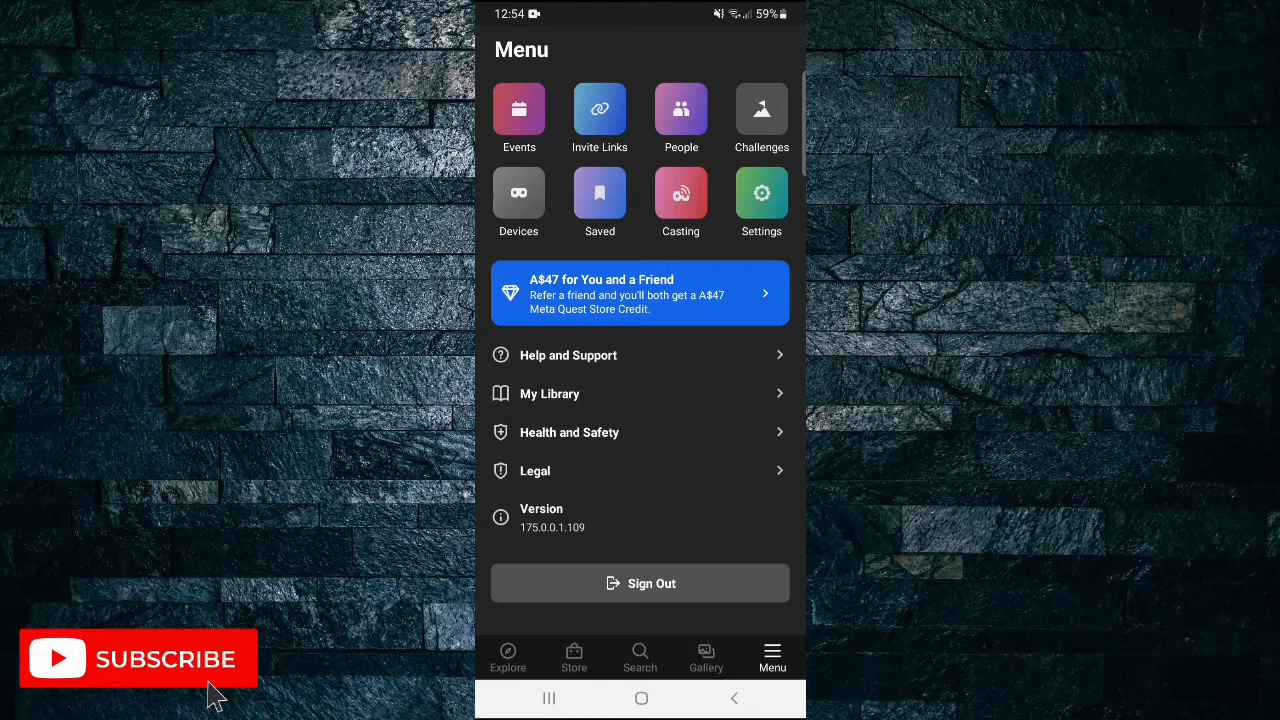 12:54 59%
Menu
Events Invite Links People Challenges
Devices Saved Casting Settings
A$47 for You and a Friend
Refer a friend and you'll both get a A$47
Meta Quest Store Credit.
Help and Support
My Library
Health and Safety
Legal
Version
175.0.0.1.109
Sign Out
SUBSCRIBE
Explore Store Search Gallery Menu